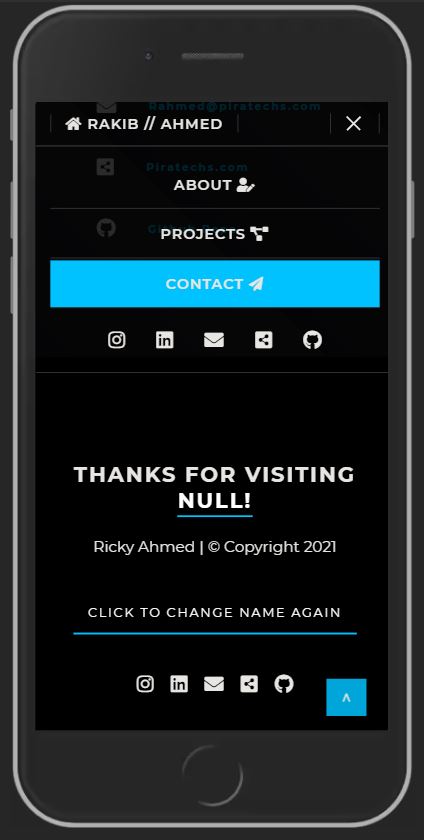 Rahmed@piratechs.com
RAKIB // AHMED
Piratechs.com
ABOUT
PROJECTS
CONTACT
THANKS FOR VISITING
NULL!
Ricky Ahmed | © Copyright 2021
CLICK TO CHANGE NAME AGAIN
^